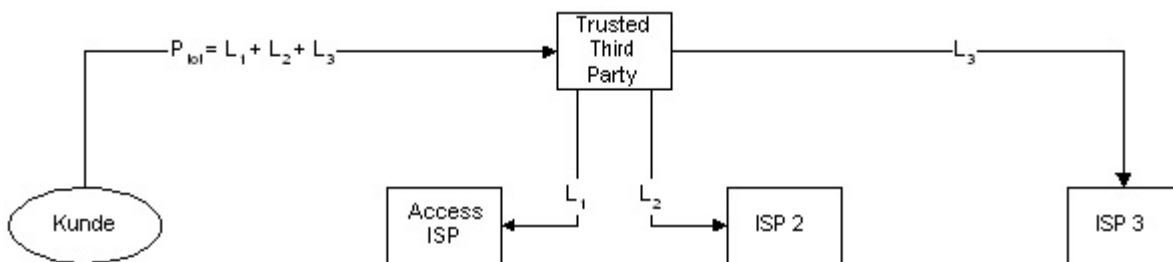 Trusted
Third
Party
P_tot = L_1 + L_2 + L_3
L_3
L_1
L_2
Kunde
Access
ISP
ISP 2
ISP 3